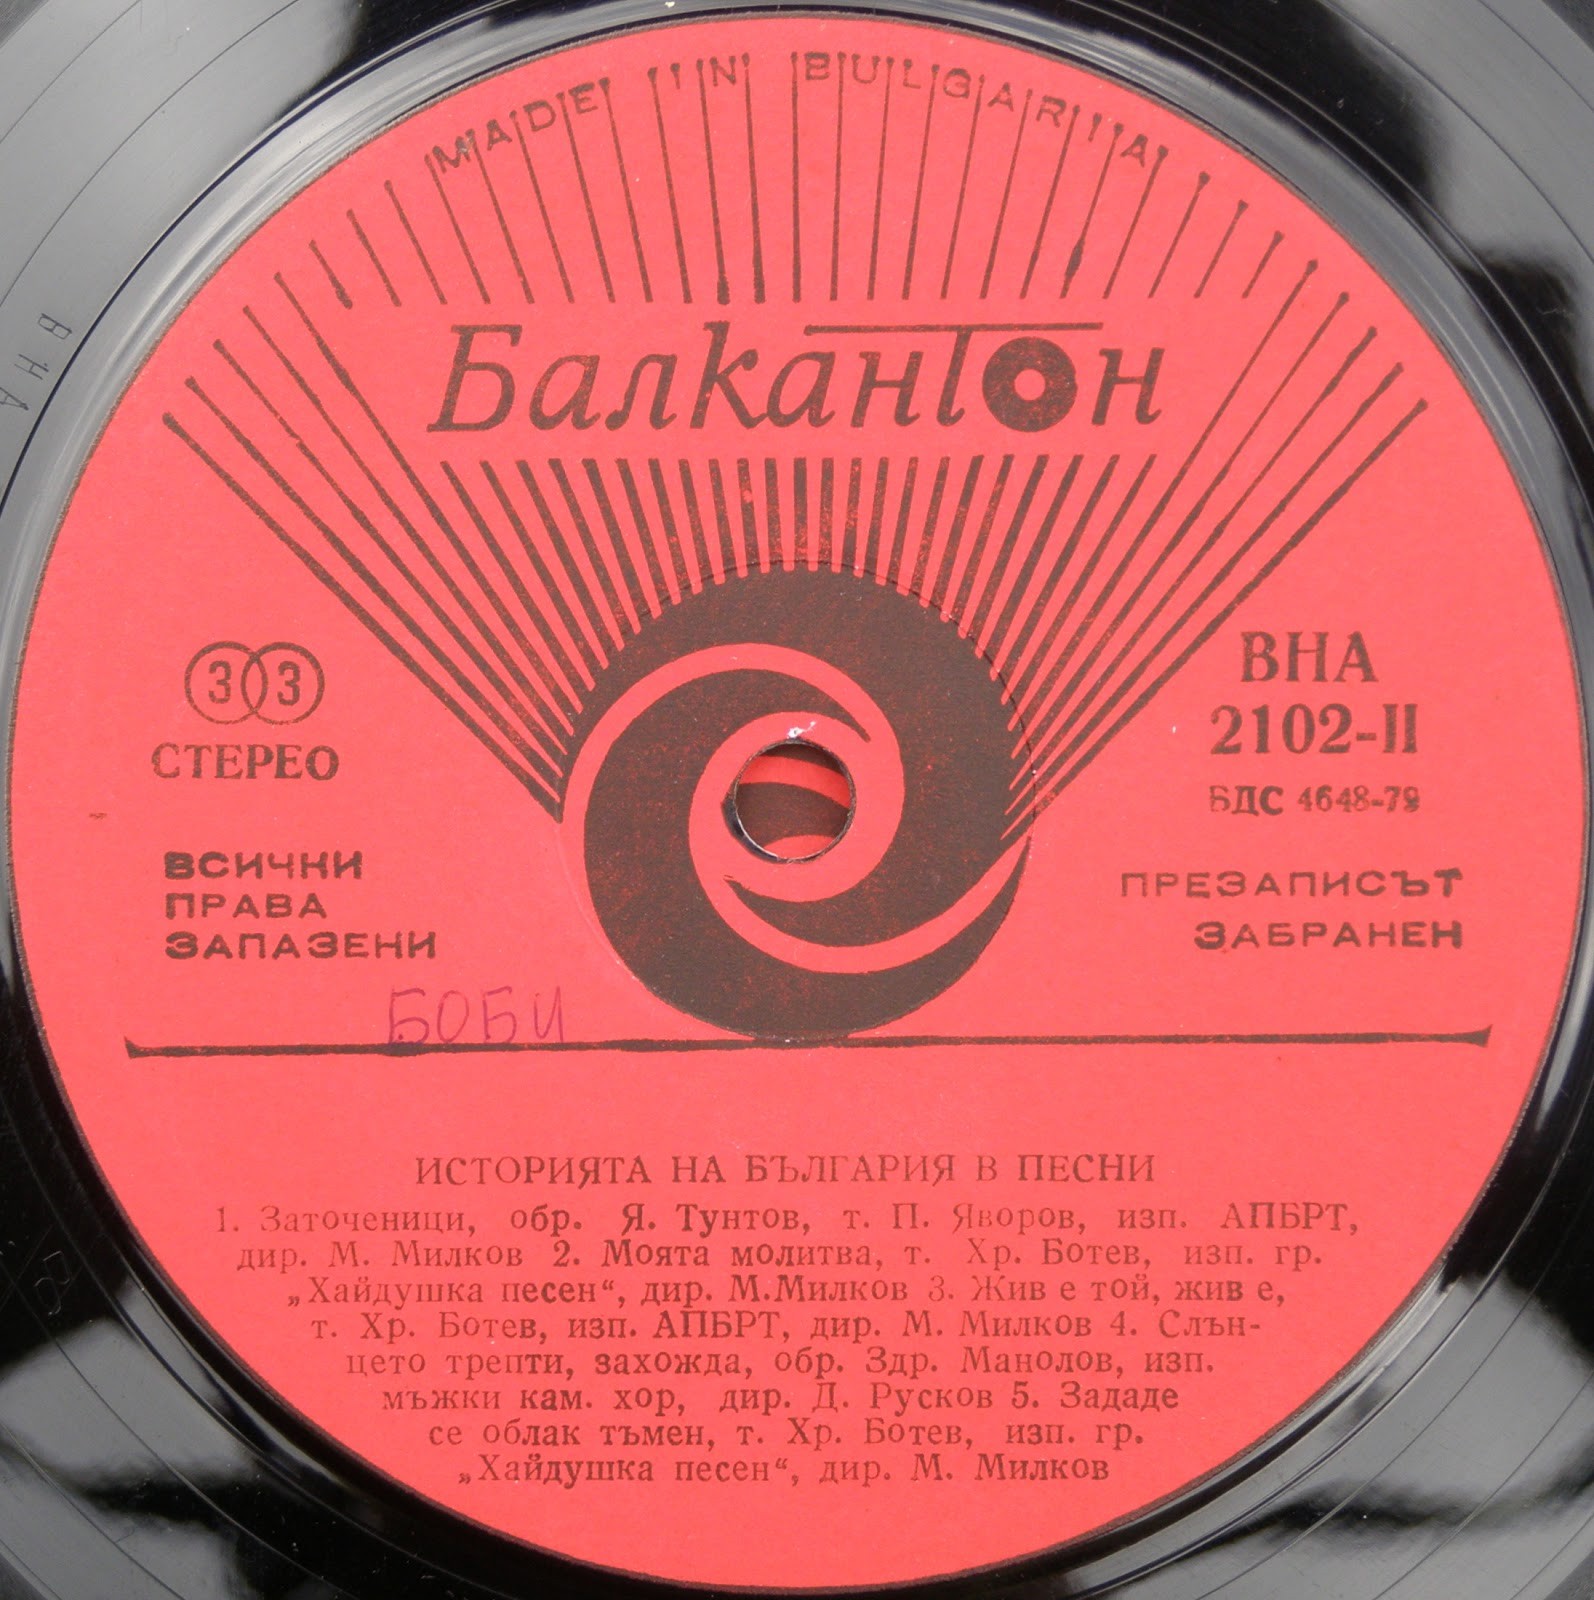 MADE IN BULGARIA
Балкантон
33
СТЕРЕО
ВНА
2102-II
БДС 4648-79
ВСИЧКИ
ПРАВА
ЗАПАЗЕНИ
ПРЕЗАПИСЪТ
ЗАБРАНЕН
БОБИ
ИСТОРИЯТА НА БЪЛГАРИЯ В ПЕСНИ
1. Заточеници, обр. Я. Тунтов, т. П. Яворов, изп. АПБРТ,
дир. М. Милков 2. Моята молитва, т. Хр. Ботев, изп. гр.
„Хайдушка песен“, дир. М.Милков 3. Жив е той, жив е,
т. Хр. Ботев, изп. АПБРТ, дир. М. Милков 4. Слън-
цето трепти, захожда, обр. Здр. Манолов, изп.
мъжки кам. хор, дир. Д. Русков 5. Зададе
се облак тъмен, т. Хр. Ботев, изп. гр.
„Хайдушка песен“, дир. М. Милков
ВНА